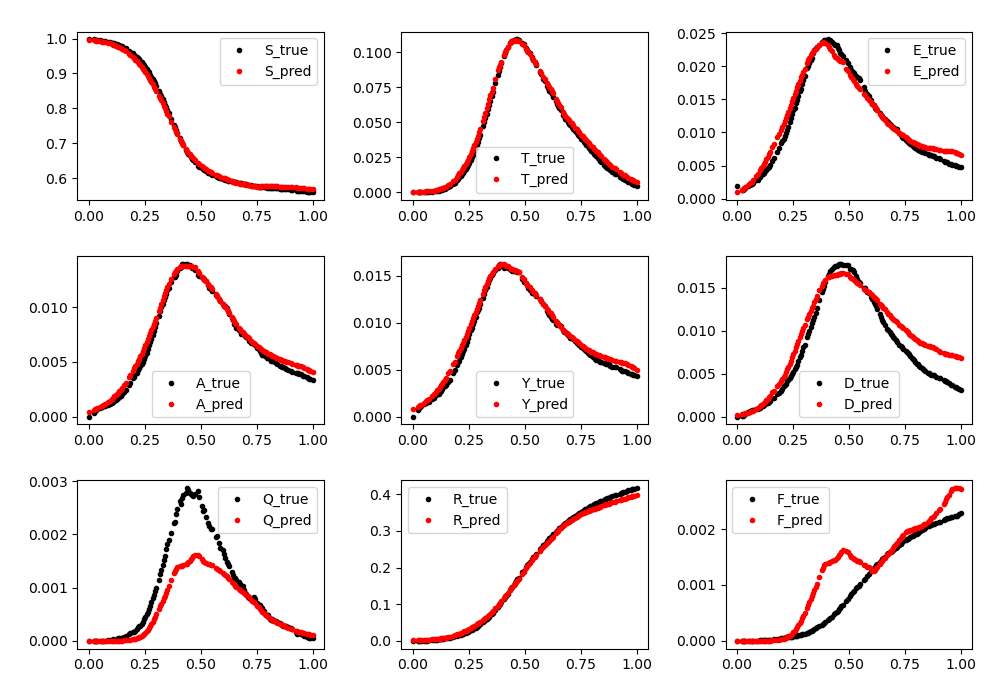 1.0
0.9
0.8
0.7
0.6
S_true
S_pred
0.00 0.25 0.50 0.75 1.00
0.100
0.075
0.050
0.025
0.000
T_true
T_pred
0.00 0.25 0.50 0.75 1.00
0.025
0.020
0.015
0.010
0.005
0.000
E_true
E_pred
0.00 0.25 0.50 0.75 1.00
0.010
0.005
0.000
A_true
A_pred
0.00 0.25 0.50 0.75 1.00
0.015
0.010
0.005
0.000
Y_true
Y_pred
0.00 0.25 0.50 0.75 1.00
0.015
0.010
0.005
0.000
D_true
D_pred
0.00 0.25 0.50 0.75 1.00
0.003
0.002
0.001
0.000
Q_true
Q_pred
0.00 0.25 0.50 0.75 1.00
0.4
0.3
0.2
0.1
0.0
R_true
R_pred
0.00 0.25 0.50 0.75 1.00
0.002
0.001
0.000
F_true
F_pred
0.00 0.25 0.50 0.75 1.00